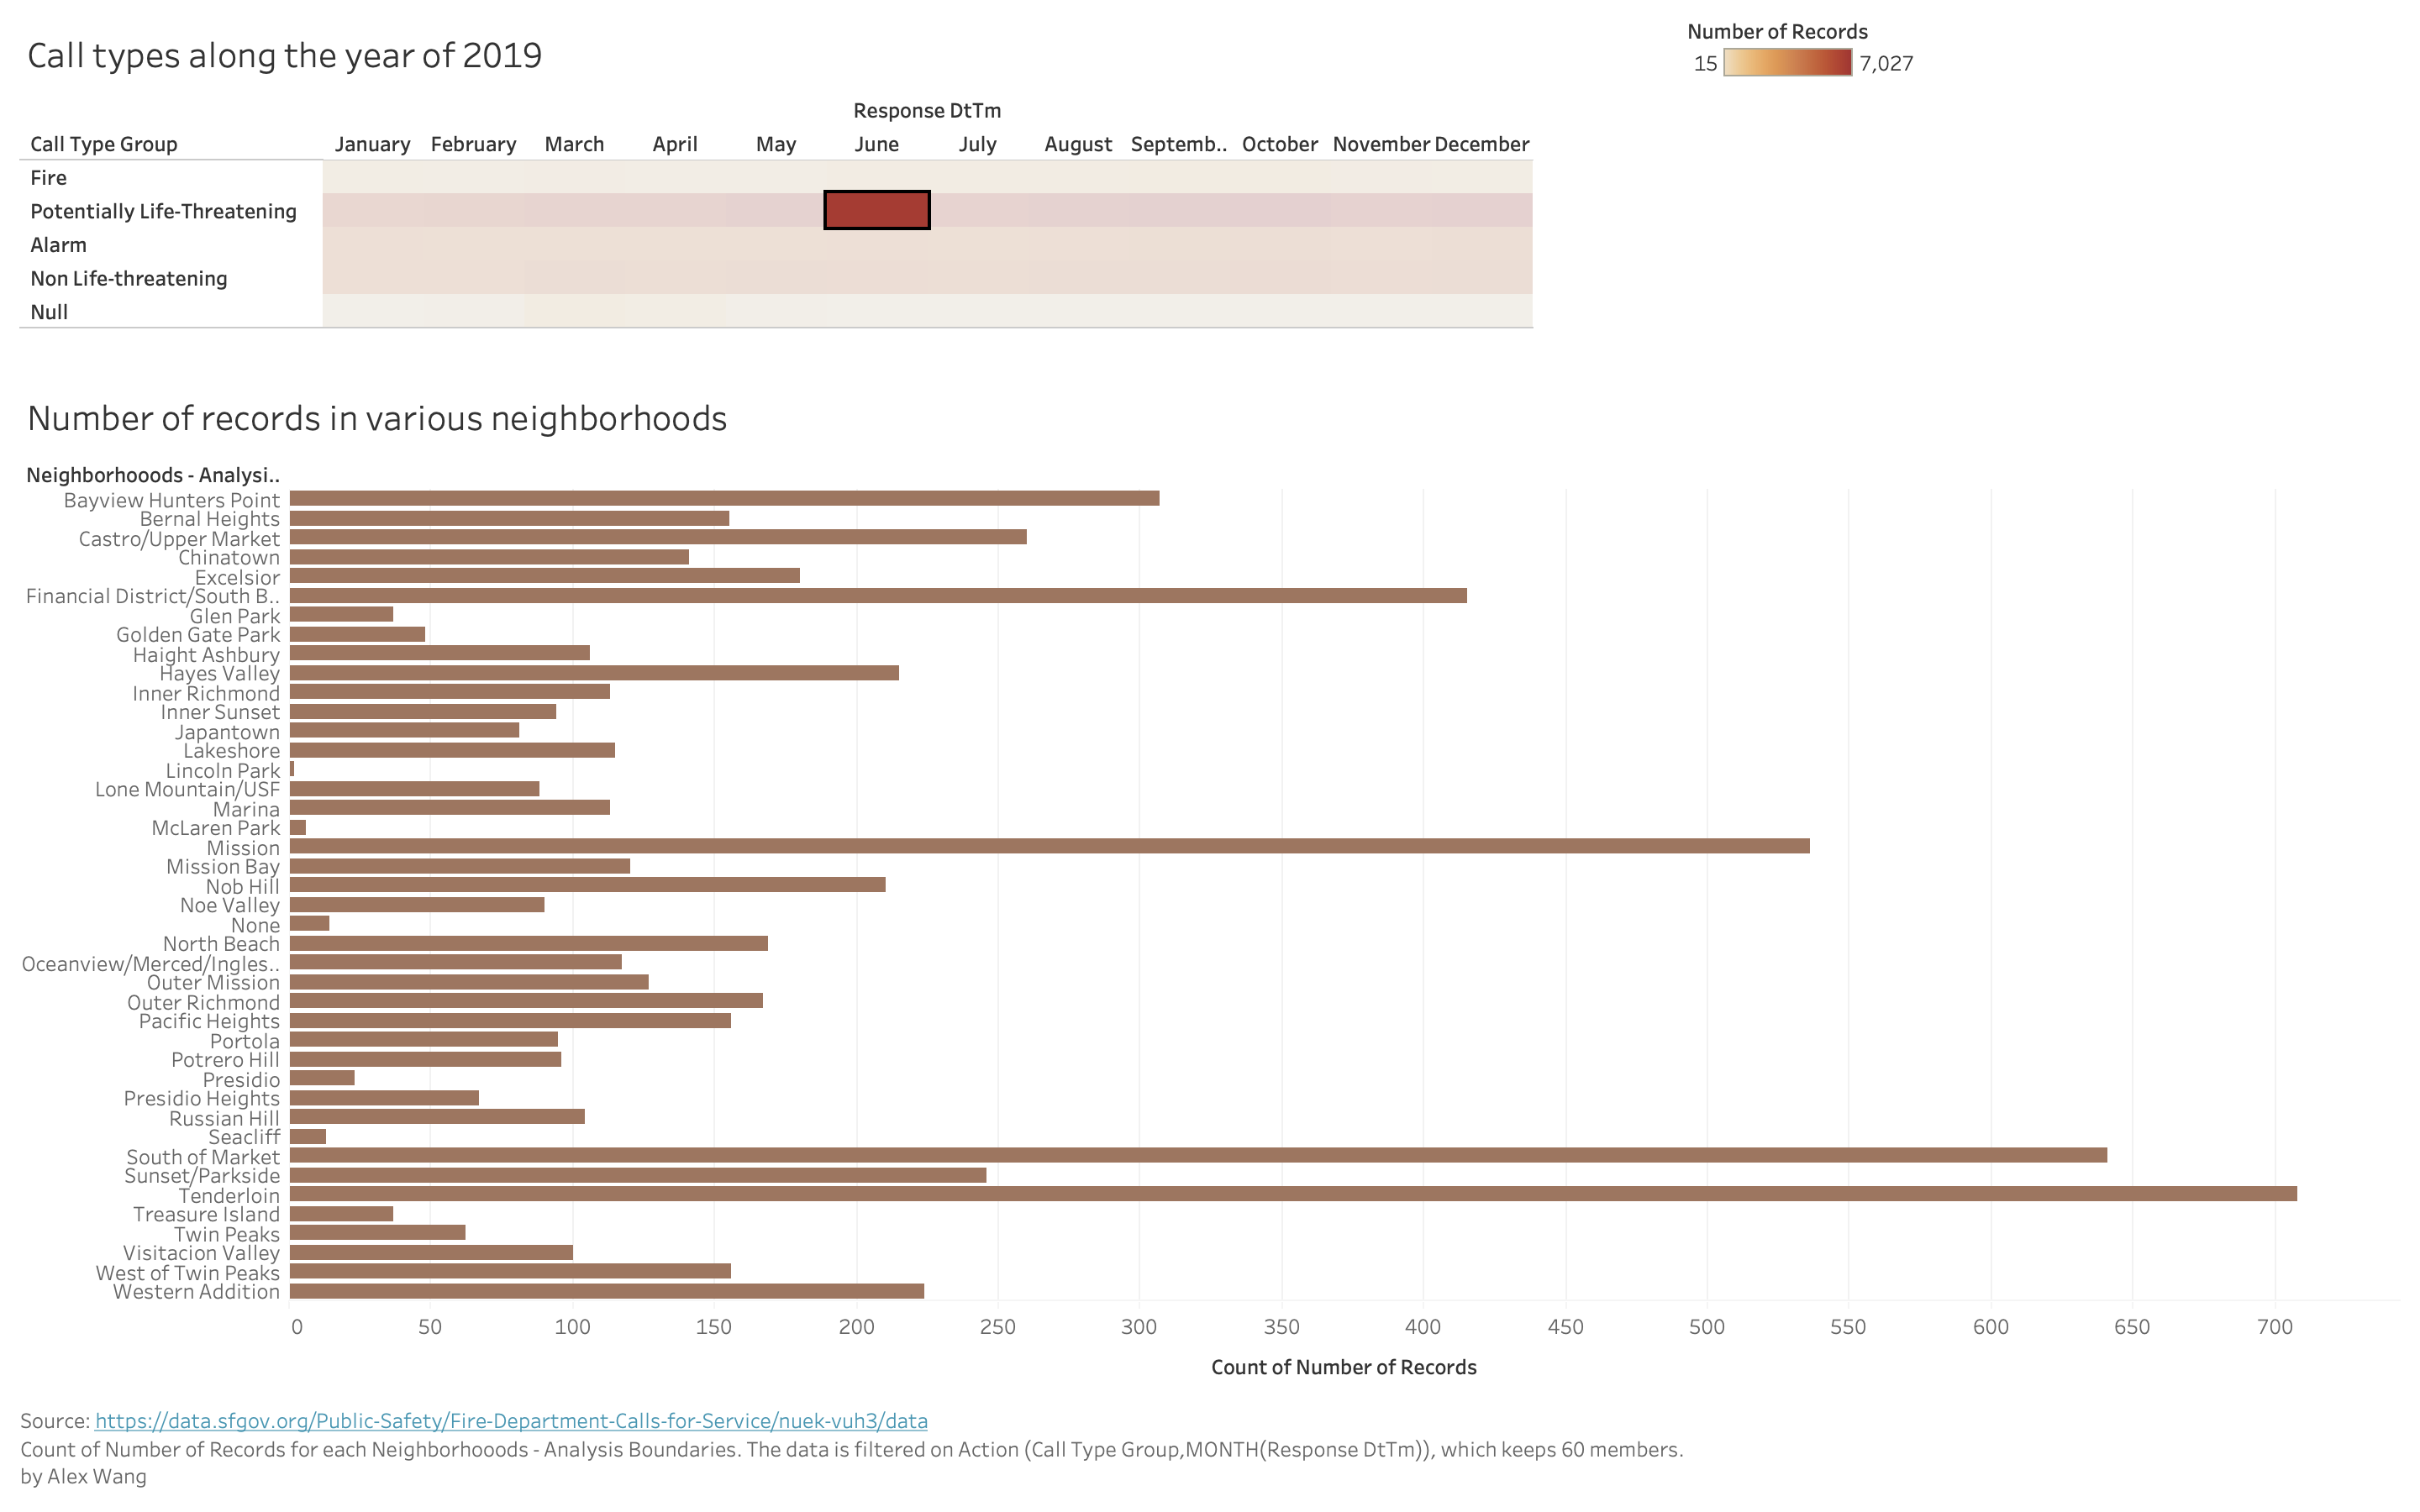 Call types along the year of 2019
Number of Records
15 7,027
Response DtTm
Call Type Group January February March April May June July August Septemb.. October November December
Fire
Potentially Life-Threatening
Alarm
Non Life-threatening
Null
Number of records in various neighborhoods
Neighborhooods - Analysi..
Bayview Hunters Point
Bernal Heights
Castro/Upper Market
Chinatown
Excelsior
Financial District/South B..
Glen Park
Golden Gate Park
Haight Ashbury
Hayes Valley
Inner Richmond
Inner Sunset
Japantown
Lakeshore
Lincoln Park
Lone Mountain/USF
Marina
McLaren Park
Mission
Mission Bay
Nob Hill
Noe Valley
None
North Beach
Oceanview/Merced/Ingles..
Outer Mission
Outer Richmond
Pacific Heights
Portola
Potrero Hill
Presidio
Presidio Heights
Russian Hill
Seacliff
South of Market
Sunset/Parkside
Tenderloin
Treasure Island
Twin Peaks
Visitacion Valley
West of Twin Peaks
Western Addition
0 50 100 150 200 250 300 350 400 450 500 550 600 650 700
Count of Number of Records
Source: https://data.sfgov.org/Public-Safety/Fire-Department-Calls-for-Service/nuek-vuh3/data
Count of Number of Records for each Neighborhooods - Analysis Boundaries. The data is filtered on Action (Call Type Group,MONTH(Response DtTm)), which keeps 60 members.
by Alex Wang